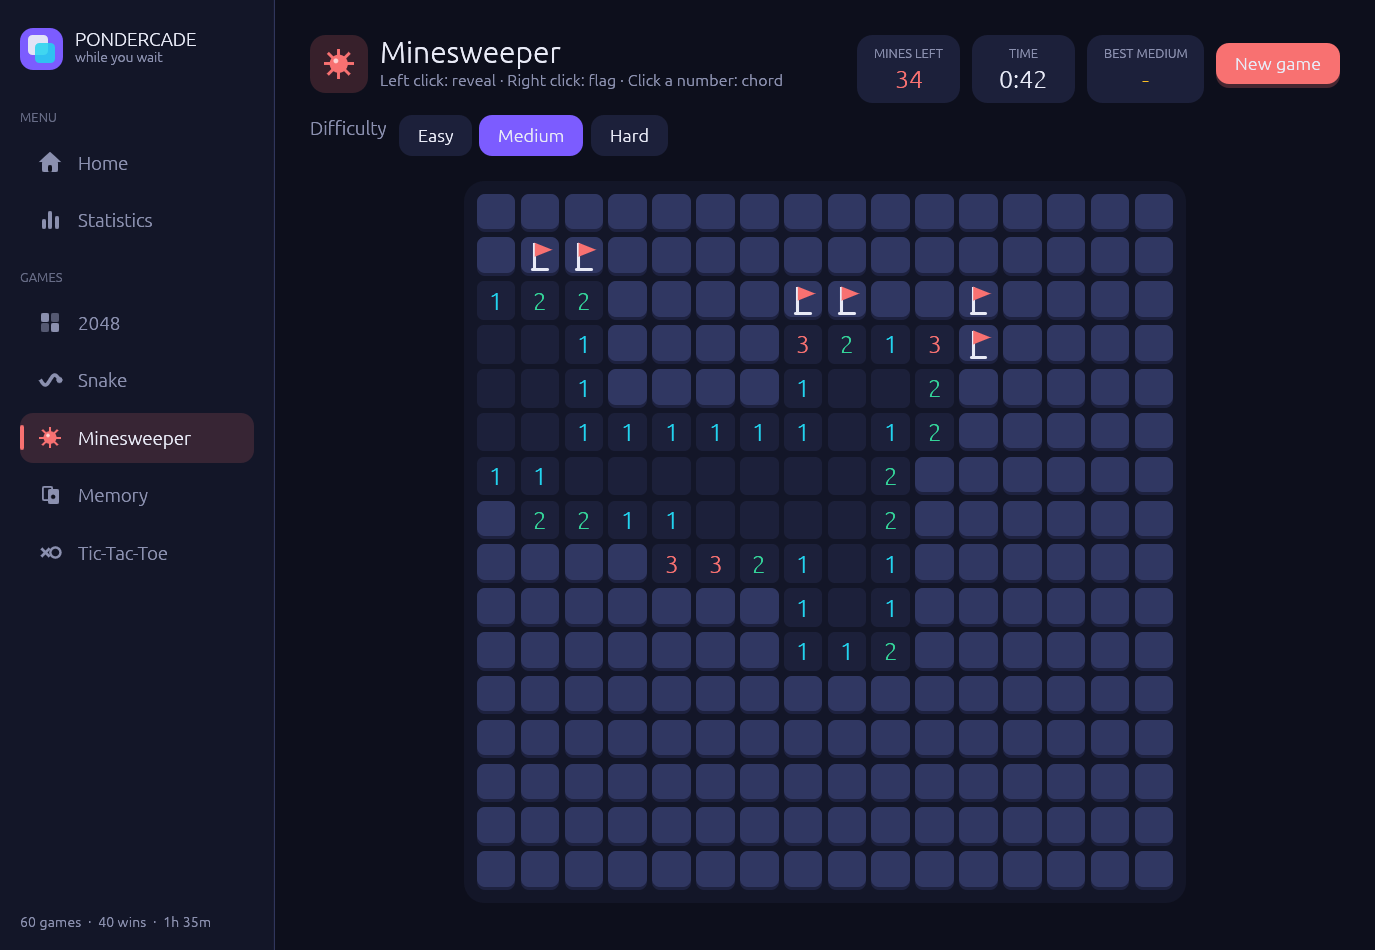 PONDERCADE
while you wait
MENU
Home
Statistics
GAMES
2048
Snake
Minesweeper
Memory
Tic-Tac-Toe
60 games · 40 wins · 1h 35m
Minesweeper
Left click: reveal · Right click: flag · Click a number: chord
MINES LEFT
34
TIME
0:42
BEST MEDIUM
-
New game
Difficulty
Easy
Medium
Hard
1 2 2
1 3 2 1 3
1 1 2
1 1 1 1 1 1 1 2
1 1 2
2 2 1 1 2
3 3 2 1 1
1 1
1 1 2